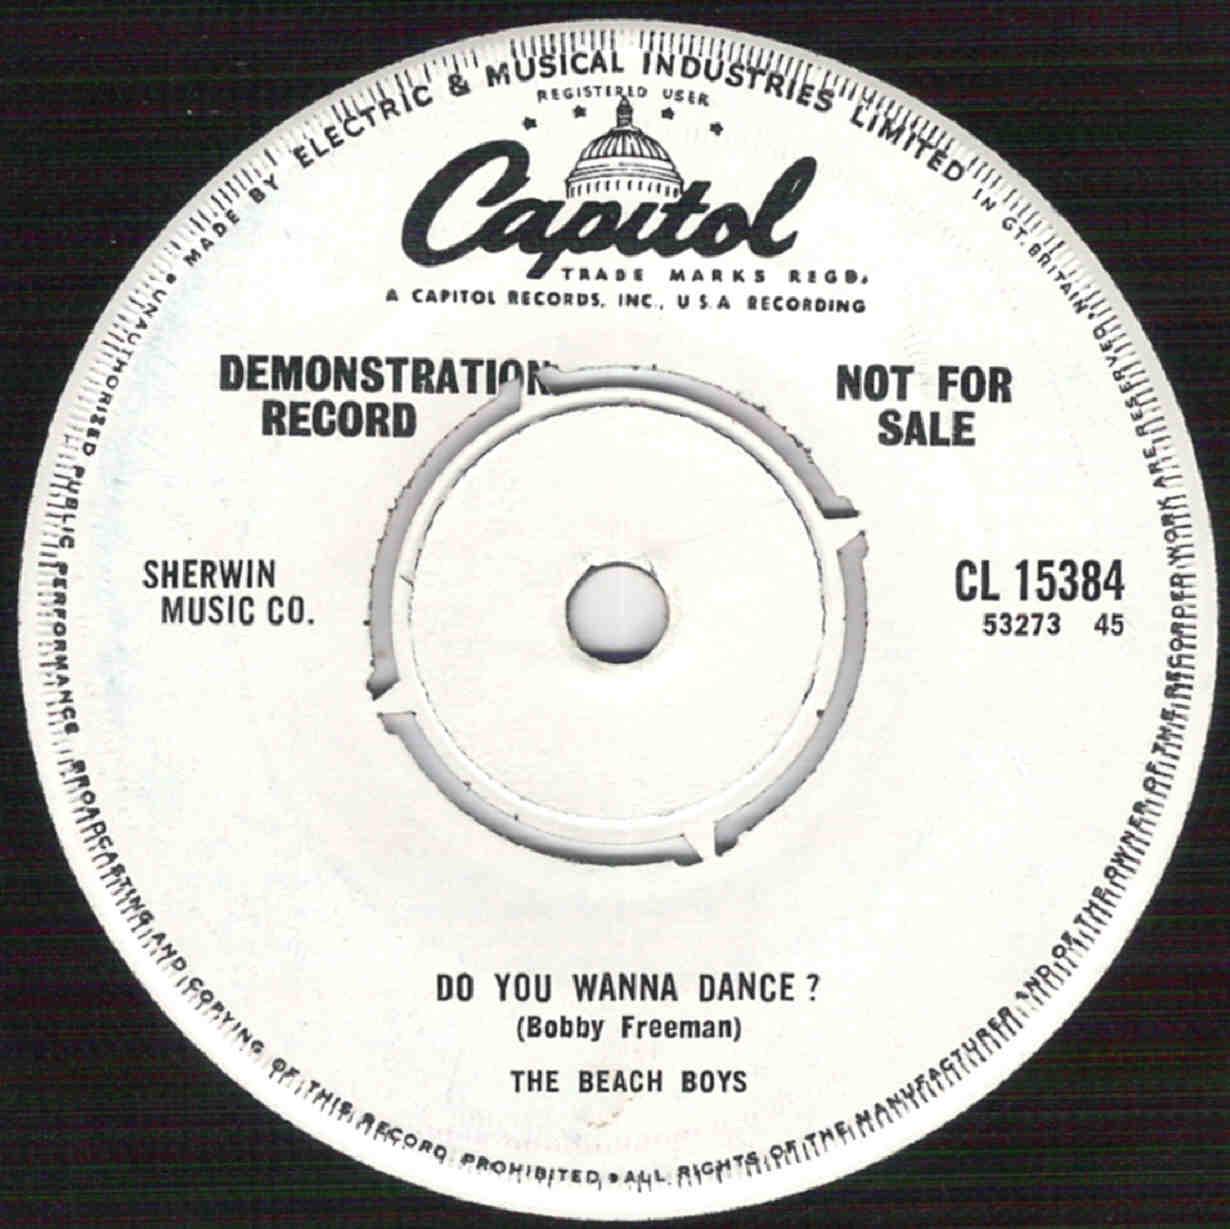 MADE BY ELECTRIC & MUSICAL INDUSTRIES LIMITED IN GT. BRITAIN.
REGISTERED USER
Capitol
TRADE MARKS REGD.
A CAPITOL RECORDS, INC., U.S.A RECORDING
DEMONSTRATION
RECORD
NOT FOR
SALE
SHERWIN
MUSIC CO.
CL 15384
53273 45
DO YOU WANNA DANCE?
(Bobby Freeman)
THE BEACH BOYS
ALL RIGHTS OF THE MANUFACTURER AND OF THE OWNER OF THE RECORDED WORK ARE RESERVED
UNAUTHORIZED PUBLIC PERFORMANCE BROADCASTING AND COPYING OF THIS RECORD PROHIBITED